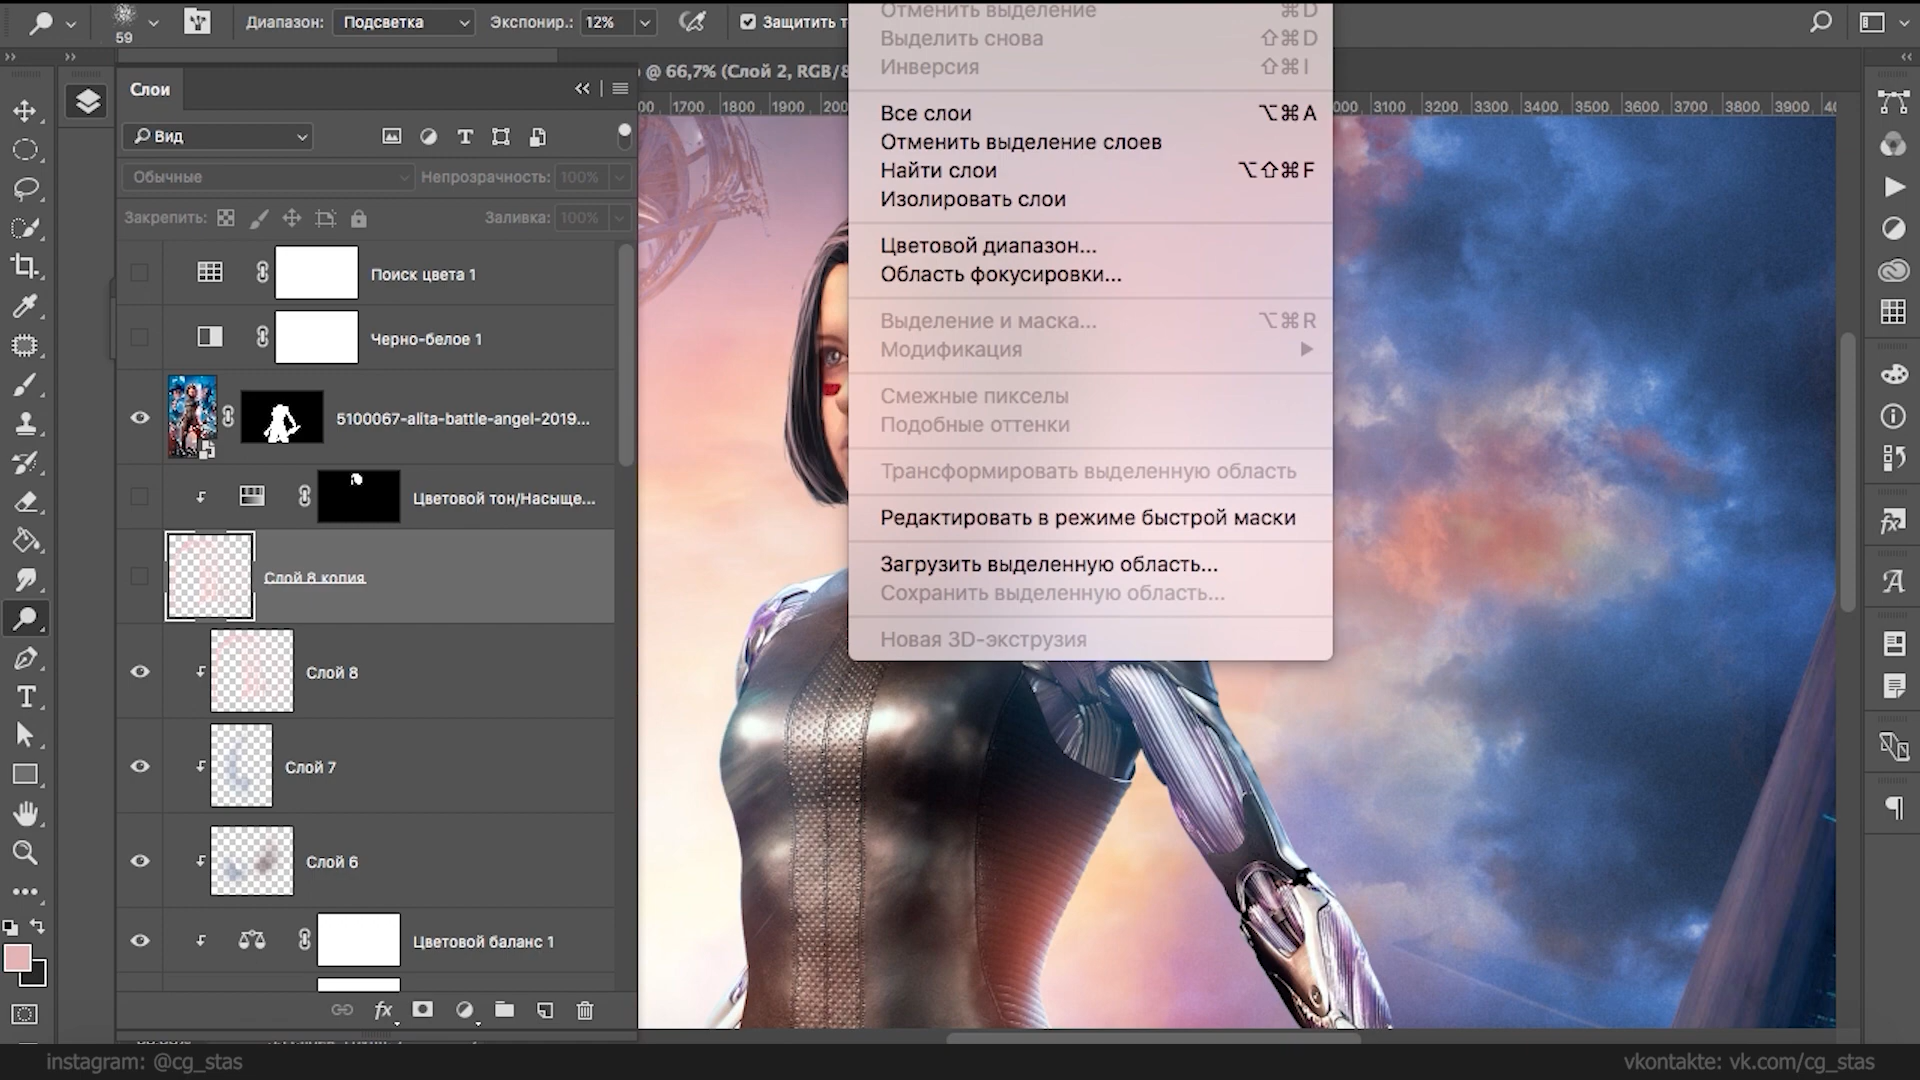 59
Диапазон:
Подсветка
Экспонир.:
12%
Защитить т
Отменить выделение ⌘D
Выделить снова ⇧⌘D
Инверсия ⇧⌘I
Слои
@ 66,7% (Слой 2, RGB/8
00 1700 1800 1900 200
000 3100 3200 3300 3400 3500 3600 3700 3800 3900 40
Все слои ⌥⌘A
Отменить выделение слоев
Найти слои ⌥⇧⌘F
Изолировать слои
Цветовой диапазон...
Область фокусировки...
Выделение и маска... ⌥⌘R
Модификация
Смежные пикселы
Подобные оттенки
Трансформировать выделенную область
Редактировать в режиме быстрой маски
Загрузить выделенную область...
Сохранить выделенную область...
Новая 3D-экструзия
Вид
Обычные
Непрозрачность: 100%
Закрепить:
Заливка: 100%
Поиск цвета 1
Черно-белое 1
5100067-alita-battle-angel-2019...
Цветовой тон/Насыще...
Слой 8 копия
Слой 8
Слой 7
Слой 6
Цветовой баланс 1
fx
instagram: @cg_stas
vkontakte: vk.com/cg_stas